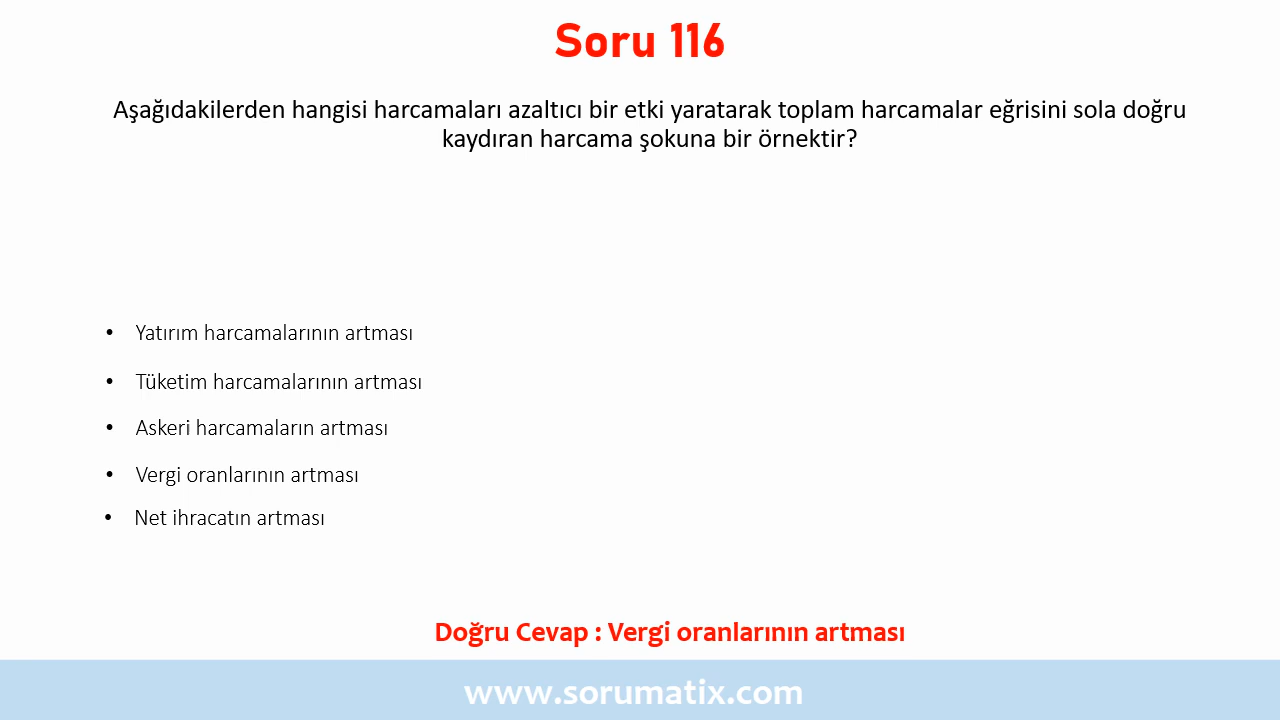 Soru 116
Aşağıdakilerden hangisi harcamaları azaltıcı bir etki yaratarak toplam harcamalar eğrisini sola doğru
kaydıran harcama şokuna bir örnektir?
• Yatırım harcamalarının artması
• Tüketim harcamalarının artması
• Askeri harcamaların artması
• Vergi oranlarının artması
• Net ihracatın artması
Doğru Cevap : Vergi oranlarının artması
www.sorumatix.com